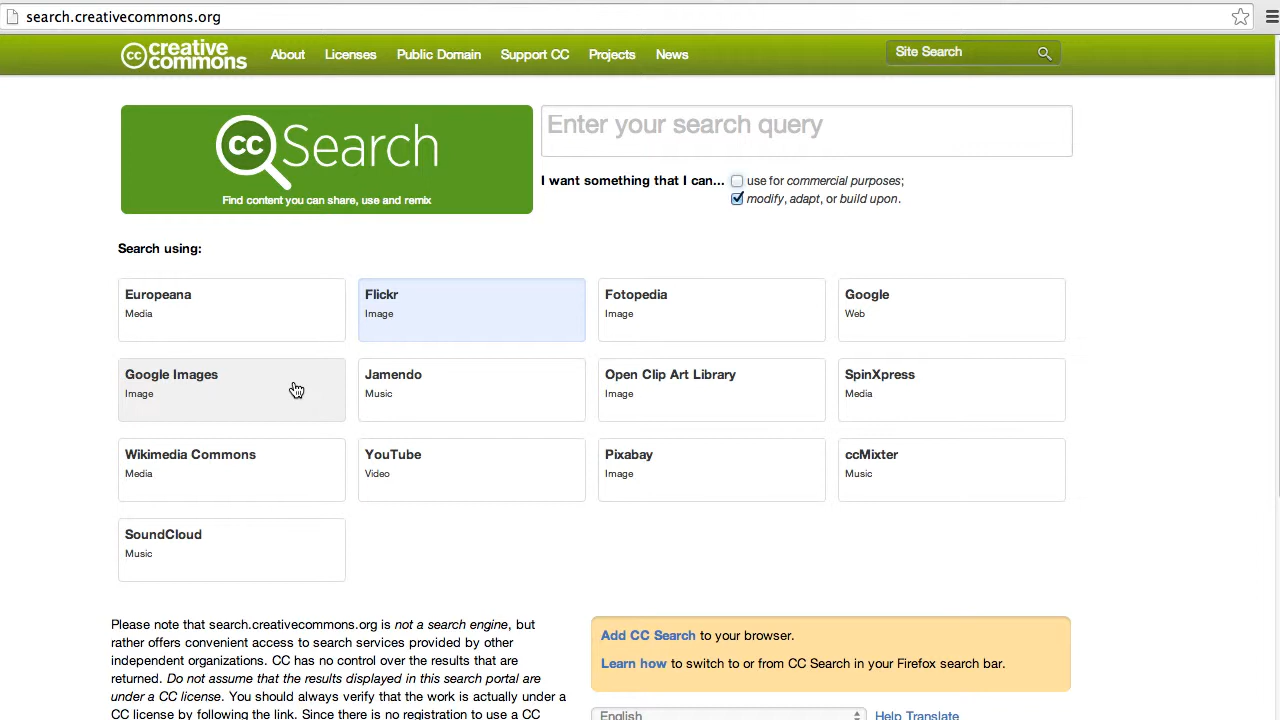 search.creativecommons.org
cc creative commons
About Licenses Public Domain Support CC Projects News
Site Search
cc Search
Find content you can share, use and remix
Enter your search query
I want something that I can... use for commercial purposes;
modify, adapt, or build upon.
Search using:
Europeana
Media
Flickr
Image
Fotopedia
Image
Google
Web
Google Images
Image
Jamendo
Music
Open Clip Art Library
Image
SpinXpress
Media
Wikimedia Commons
Media
YouTube
Video
Pixabay
Image
ccMixter
Music
SoundCloud
Music
Please note that search.creativecommons.org is not a search engine, but
rather offers convenient access to search services provided by other
independent organizations. CC has no control over the results that are
returned. Do not assume that the results displayed in this search portal are
under a CC license. You should always verify that the work is actually under a
CC license by following the link. Since there is no registration to use a CC
Add CC Search to your browser.
Learn how to switch to or from CC Search in your Firefox search bar.
English
Help Translate